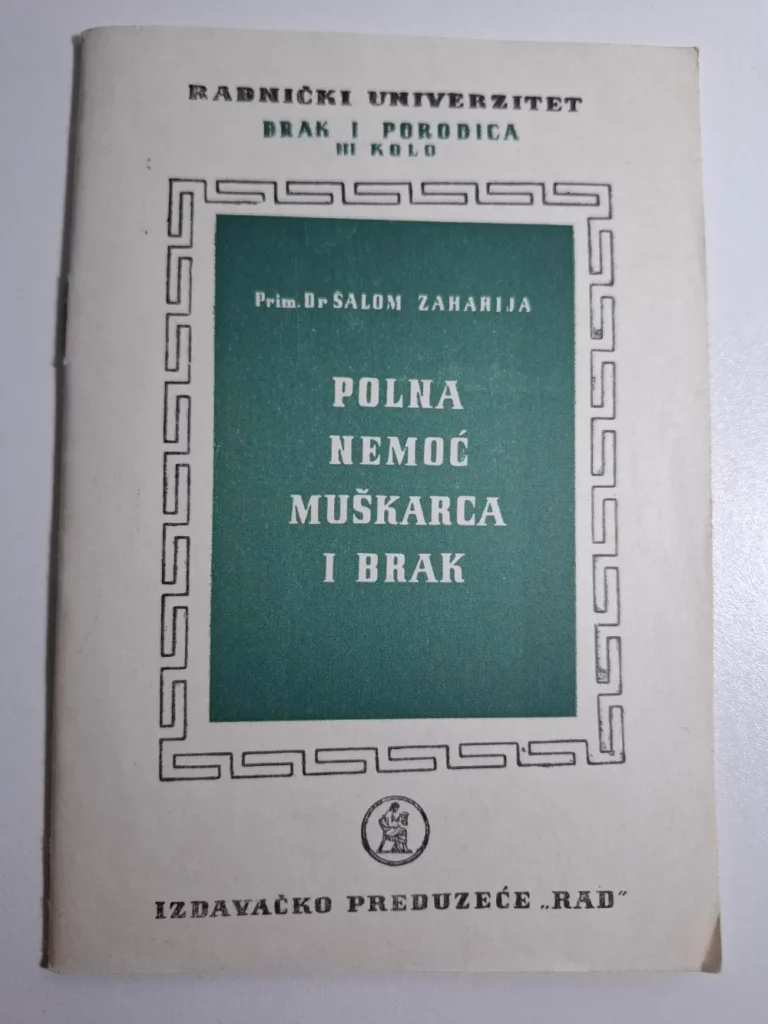 RADNIČKI UNIVERZITET
BRAK I PORODICA
III KOLO
Prim. Dr ŠALOM ZAHARIJA
POLNA
NEMOĆ
MUŠKARCA
I BRAK
IZDAVAČKO PREDUZEĆE „RAD"